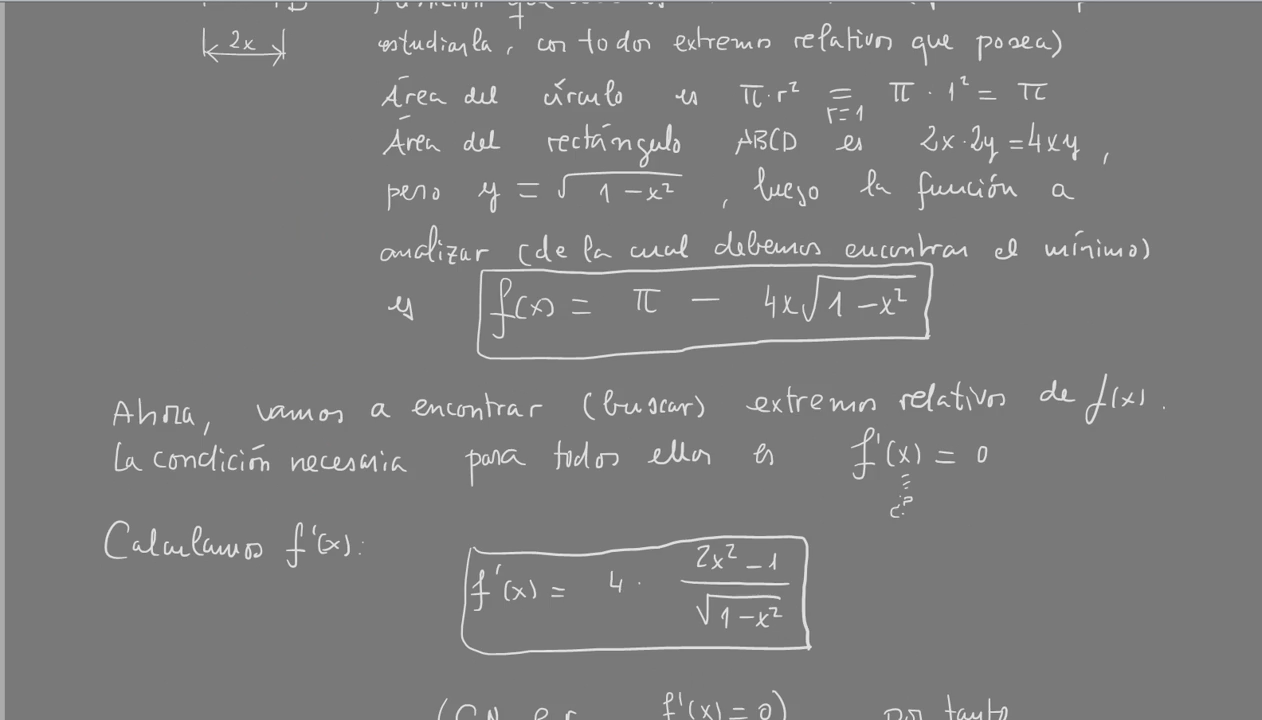 2x
estudiarla, con todos extremos relativos que posea)
Área del círculo es π·r² = π · 1² = π
r=1
Área del rectángulo ABCD es 2x·2y = 4xy,
pero y = √(1-x²), luego la función a
analizar (de la cual debemos encontrar el mínimo)
es f(x) = π - 4x√(1-x²)
Ahora, vamos a encontrar (buscar) extremos relativos de f(x).
La condición necesaria para todos ellos es f'(x) = 0
¿?
Calculamos f'(x):
f'(x) = 4 · (2x²-1)/√(1-x²)
f'(x) = 0) por tanto